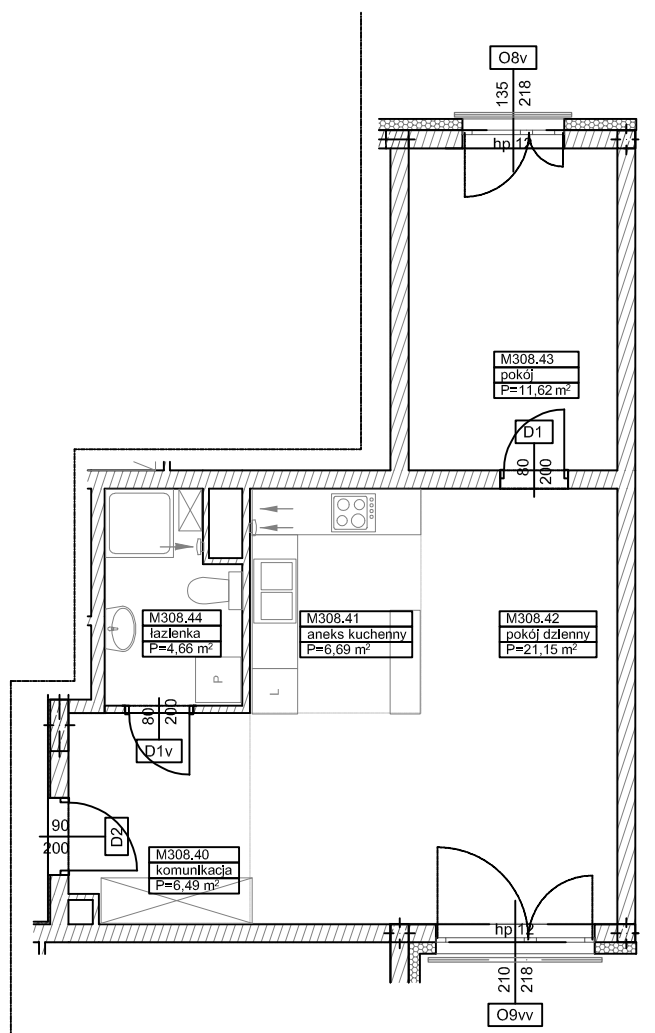 O8v
135
218
hp 12
M308.43
pokój
P=11,62 m²
D1
80
200
M308.44
łazienka
P=4,66 m²
M308.41
aneks kuchenny
P=6,69 m²
M308.42
pokój dzienny
P=21,15 m²
P
L
80
200
D1v
90
200
D2
M308.40
komunikacja
P=6,49 m²
hp 12
210
218
O9vv